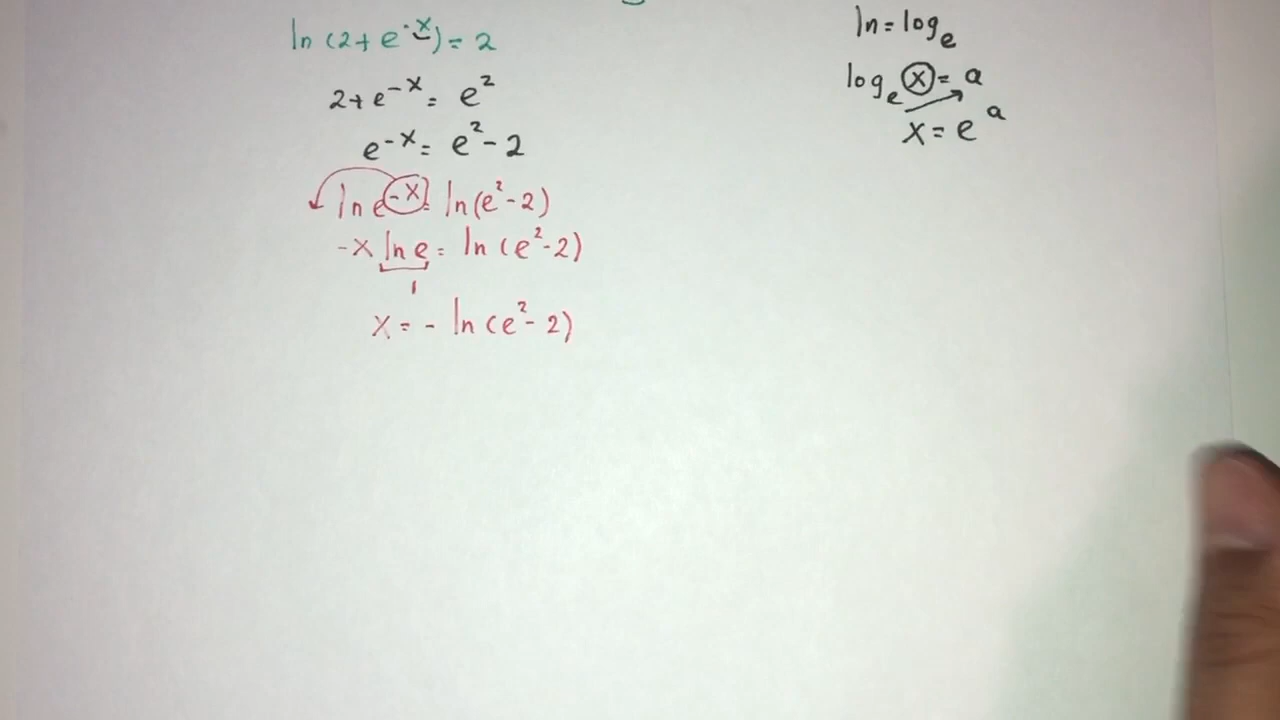 ln (2 + e^-x) = 2
2 + e^-x = e^2
e^-x = e^2 - 2
ln e^-x = ln(e^2 - 2)
-x ln e = ln (e^2 - 2)
1
x = - ln (e^2 - 2)
ln = log_e
log_e x = a
x = e^a